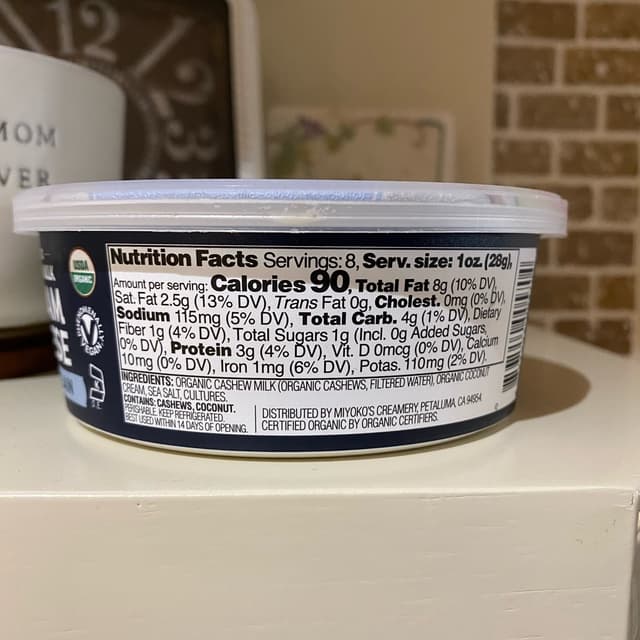 12
1
2
3
MOM
VER
USDA
ORGANIC
VEGAN
Nutrition Facts Servings: 8, Serv. size: 1oz. (28g),
Amount per serving: Calories 90, Total Fat 8g (10% DV),
Sat. Fat 2.5g (13% DV), Trans Fat 0g, Cholest. 0mg (0% DV),
Sodium 115mg (5% DV), Total Carb. 4g (1% DV), Dietary
Fiber 1g (4% DV), Total Sugars 1g (Incl. 0g Added Sugars,
0% DV), Protein 3g (4% DV), Vit. D 0mcg (0% DV), Calcium
10mg (0% DV), Iron 1mg (6% DV), Potas. 110mg (2% DV).
INGREDIENTS: ORGANIC CASHEW MILK (ORGANIC CASHEWS, FILTERED WATER), ORGANIC COCONUT
CREAM, SEA SALT, CULTURES.
CONTAINS: CASHEWS, COCONUT.
PERISHABLE. KEEP REFRIGERATED.
BEST USED WITHIN 14 DAYS OF OPENING.
DISTRIBUTED BY MIYOKO'S CREAMERY, PETALUMA, CA 94954.
CERTIFIED ORGANIC BY ORGANIC CERTIFIERS.